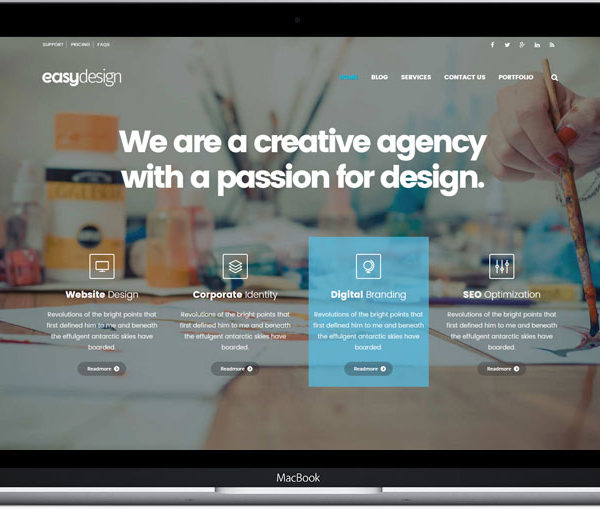 SUPPORT | PRICING | FAQS
easydesign
HOME BLOG SERVICES CONTACT US PORTFOLIO
We are a creative agency
with a passion for design.
Website Design
Revolutions of the bright points that
first defined him to me and beneath
the effulgent antarctic skies have
boarded.
Readmore
Corporate Identity
Revolutions of the bright points that
first defined him to me and beneath
the effulgent antarctic skies have
boarded.
Readmore
Digital Branding
Revolutions of the bright points that
first defined him to me and beneath
the effulgent antarctic skies have
boarded.
Readmore
SEO Optimization
Revolutions of the bright points that
first defined him to me and beneath
the effulgent antarctic skies have
boarded.
Readmore
MacBook